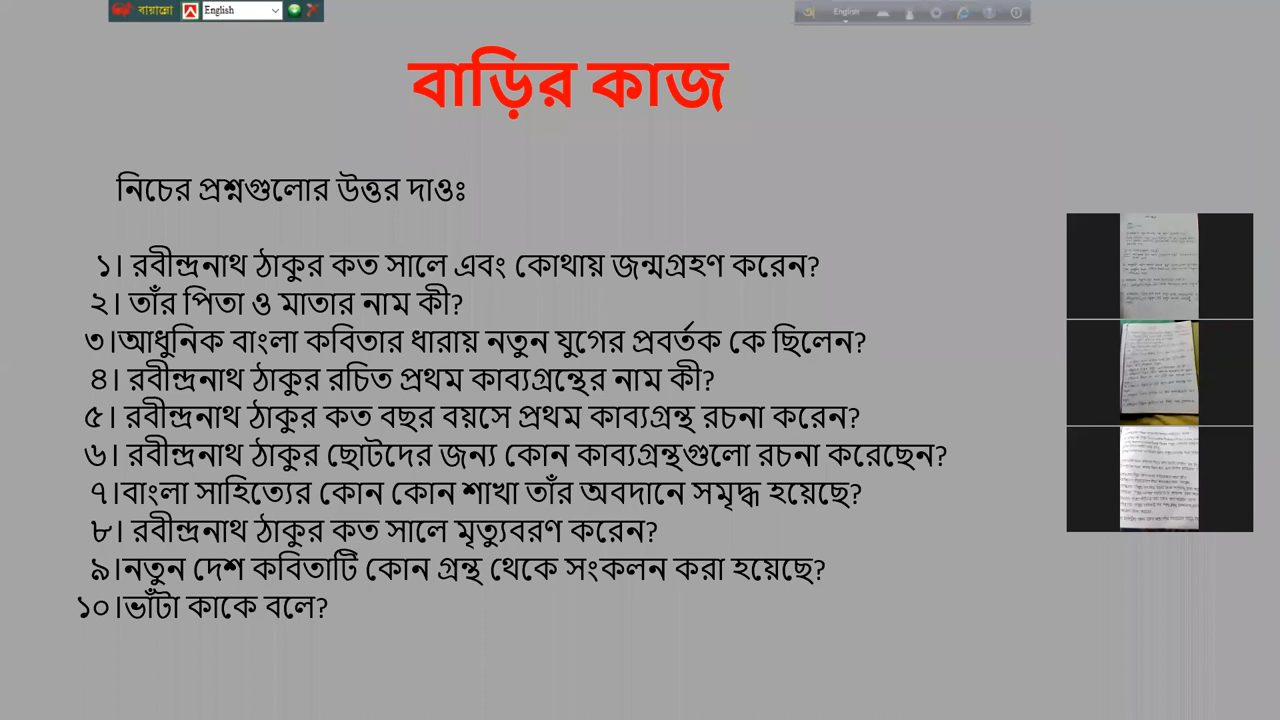 বায়ান্নো English
অ English
বাড়ির কাজ
নিচের প্রশ্নগুলোর উত্তর দাওঃ
১। রবীন্দ্রনাথ ঠাকুর কত সালে এবং কোথায় জন্মগ্রহণ করেন?
২। তাঁর পিতা ও মাতার নাম কী?
৩।আধুনিক বাংলা কবিতার ধারায় নতুন যুগের প্রবর্তক কে ছিলেন?
৪। রবীন্দ্রনাথ ঠাকুর রচিত প্রথম কাব্যগ্রন্থের নাম কী?
৫। রবীন্দ্রনাথ ঠাকুর কত বছর বয়সে প্রথম কাব্যগ্রন্থ রচনা করেন?
৬। রবীন্দ্রনাথ ঠাকুর ছোটদের জন্য কোন কাব্যগ্রন্থগুলো রচনা করেছেন?
৭।বাংলা সাহিত্যের কোন কোন শাখা তাঁর অবদানে সমৃদ্ধ হয়েছে?
৮। রবীন্দ্রনাথ ঠাকুর কত সালে মৃত্যুবরণ করেন?
৯।নতুন দেশ কবিতাটি কোন গ্রন্থ থেকে সংকলন করা হয়েছে?
১০।ভাঁটা কাকে বলে?